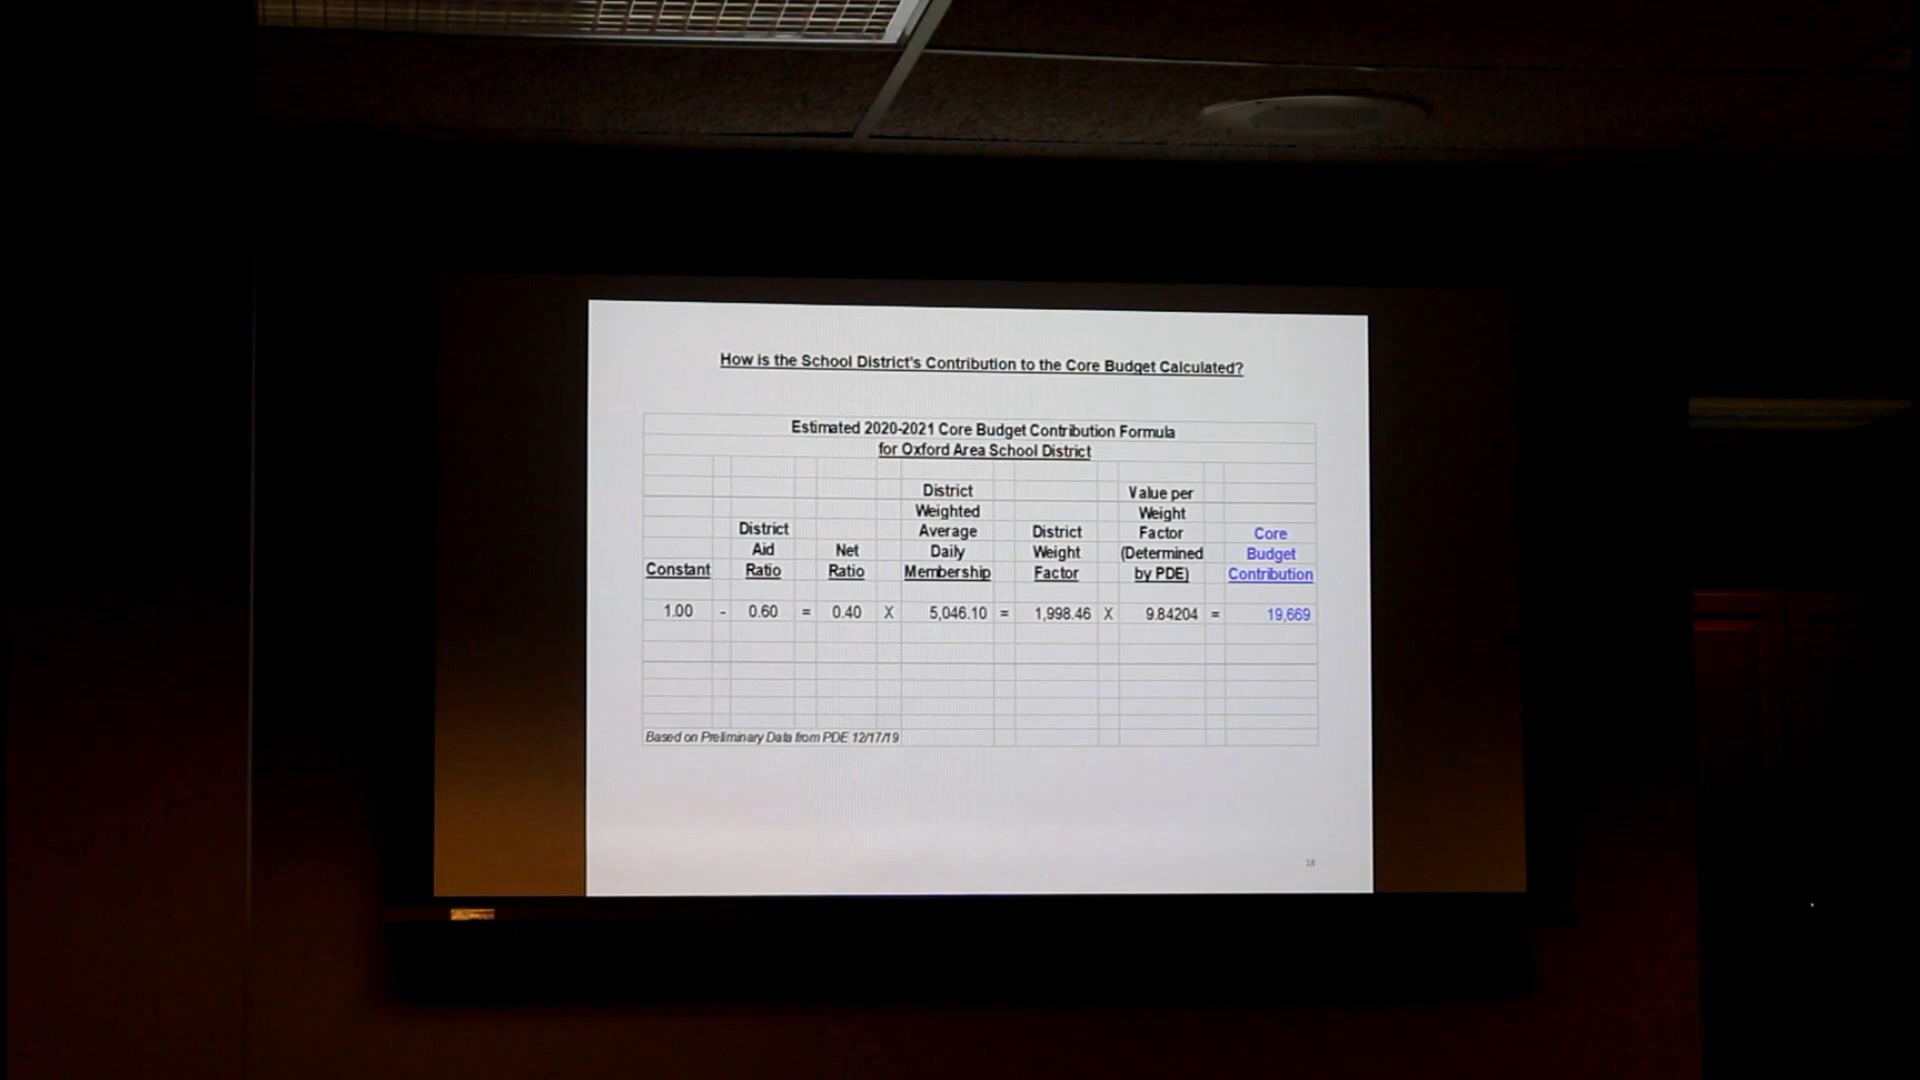 How is the School District's Contribution to the Core Budget Calculated?
Estimated 2020-2021 Core Budget Contribution Formula
for Oxford Area School District
Constant
District
Aid
Ratio
Net
Ratio
District
Weighted
Average
Daily
Membership
District
Weight
Factor
Value per
Weight
Factor
(Determined
by PDE)
Core
Budget
Contribution
1.00 - 0.60 = 0.40 X 5,046.10 = 1,998.46 X 9.84204 = 19,669
Based on Preliminary Data from PDE 12/17/19
18